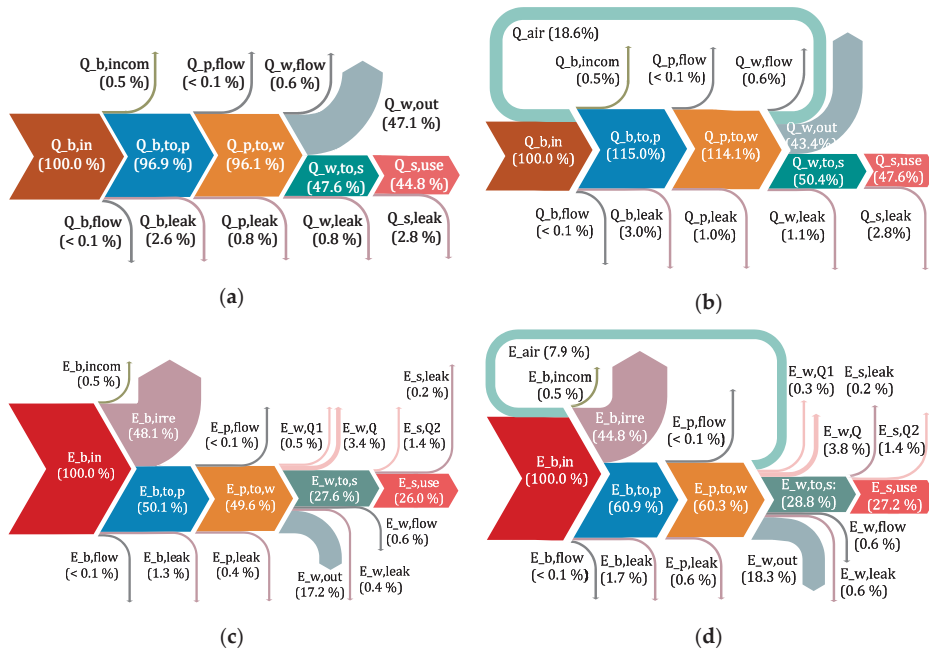 Q_b,incom
(0.5 %)
Q_p,flow
(< 0.1 %)
Q_w,flow
(0.6 %)
Q_w,out
(47.1 %)
Q_b,in
(100.0 %)
Q_b,to,p
(96.9 %)
Q_p,to,w
(96.1 %)
Q_w,to,s
(47.6 %)
Q_s,use
(44.8 %)
Q_b,flow
(< 0.1 %)
Q_b,leak
(2.6 %)
Q_p,leak
(0.8 %)
Q_w,leak
(0.8 %)
Q_s,leak
(2.8 %)
(a)
Q_air (18.6%)
Q_b,incom
(0.5%)
Q_p,flow
(< 0.1 %)
Q_w,flow
(0.6%)
Q_w,out
(43.4%)
Q_b,in
(100.0 %)
Q_b,to,p
(115.0%)
Q_p,to,w
(114.1%)
Q_w,to,s
(50.4%)
Q_s,use
(47.6%)
Q_b,flow
(< 0.1 %)
Q_b,leak
(3.0%)
Q_p,leak
(1.0%)
Q_w,leak
(1.1%)
Q_s,leak
(2.8%)
(b)
E_b,incom
(0.5 %)
E_b,irre
(48.1 %)
E_p,flow
(< 0.1 %)
E_w,Q1
(0.5 %)
E_w,Q
(3.4 %)
E_s,leak
(0.2 %)
E_s,Q2
(1.4 %)
E_b,in
(100.0 %)
E_b,to,p
(50.1 %)
E_p,to,w
(49.6 %)
E_w,to,s
(27.6 %)
E_s,use
(26.0 %)
E_b,flow
(< 0.1 %)
E_b,leak
(1.3 %)
E_p,leak
(0.4 %)
E_w,out
(17.2 %)
E_w,leak
(0.4 %)
E_w,flow
(0.6 %)
(c)
E_air (7.9 %)
E_b,incom
(0.5 %)
E_b,irre
(44.8 %)
E_p,flow
(< 0.1 %)
E_w,Q1
(0.3 %)
E_w,Q
(3.8 %)
E_s,leak
(0.2 %)
E_s,Q2
(1.4 %)
E_b,in
(100.0 %)
E_b,to,p
(60.9 %)
E_p,to,w
(60.3 %)
E_w,to,s:
(28.8 %)
E_s,use
(27.2 %)
E_b,flow
(< 0.1 %)
E_b,leak
(1.7 %)
E_p,leak
(0.6 %)
E_w,out
(18.3 %)
E_w,flow
(0.6 %)
E_w,leak
(0.6 %)
(d)